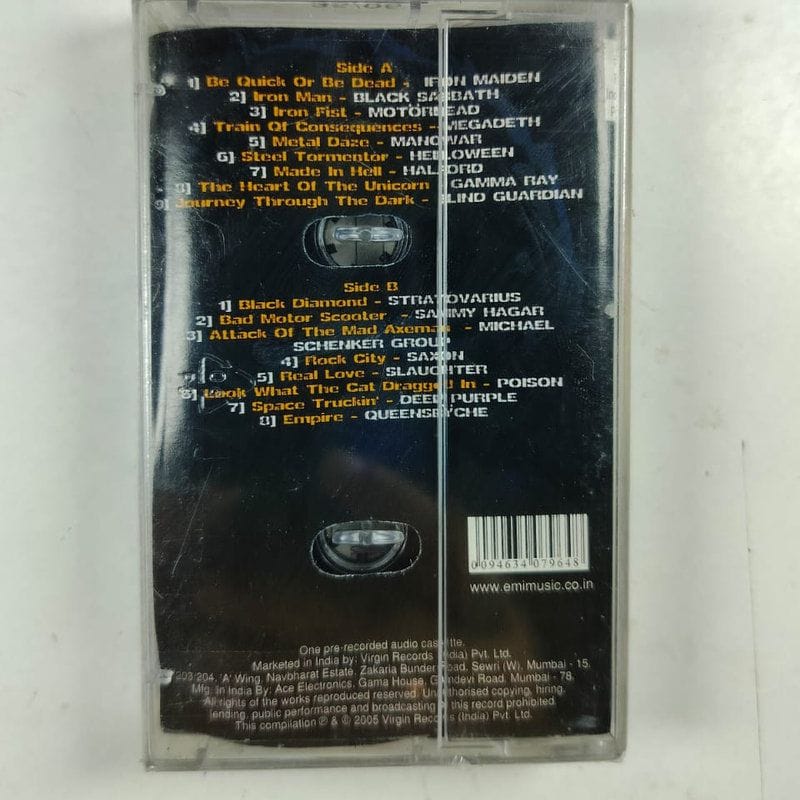 Side A
1] Be Quick Or Be Dead - IRON MAIDEN
2] Iron Man - BLACK SABBATH
3] Iron Fist - MOTORHEAD
4] Train Of Consequences - MEGADETH
5] Metal Daze - MANOWAR
6] Steel Tormentor - HELLOWEEN
7] Made In Hell - HALFORD
8] The Heart Of The Unicorn - GAMMA RAY
9] Journey Through The Dark - BLIND GUARDIAN
Side B
1] Black Diamond - STRATOVARIUS
2] Bad Motor Scooter - SAMMY HAGAR
3] Attack Of The Mad Axeman - MICHAEL
SCHENKER GROUP
4] Rock City - SAXON
5] Real Love - SLAUGHTER
6] Look What The Cat Dragged In - POISON
7] Space Truckin' - DEEP PURPLE
8] Empire - QUEENSRYCHE
0094634 079648
www.emimusic.co.in
One pre-recorded audio cassette.
Marketed in India by: Virgin Records (India) Pvt. Ltd.
203/204, 'A' Wing, Navbharat Estate, Zakaria Bunder Road, Sewri (W), Mumbai - 15.
Mfg. In India By: Ace Electronics, Gama House, Gamdevi Road, Mumbai - 78.
All rights of the works reproduced reserved. Unauthorised copying, hiring,
lending, public performance and broadcasting of this record prohibited.
This compilation ℗ & © 2005 Virgin Records (India) Pvt. Ltd.